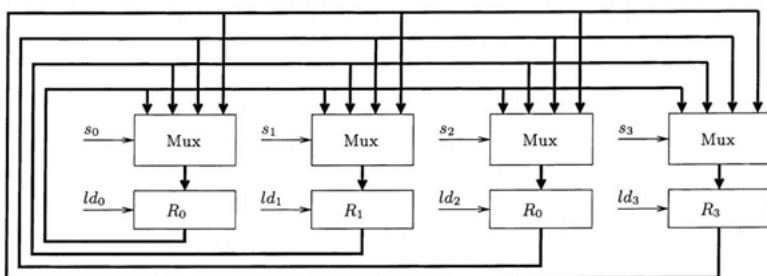 s0 Mux s1 Mux s2 Mux s3 Mux
ld0 R0 ld1 R1 ld2 R0 ld3 R3